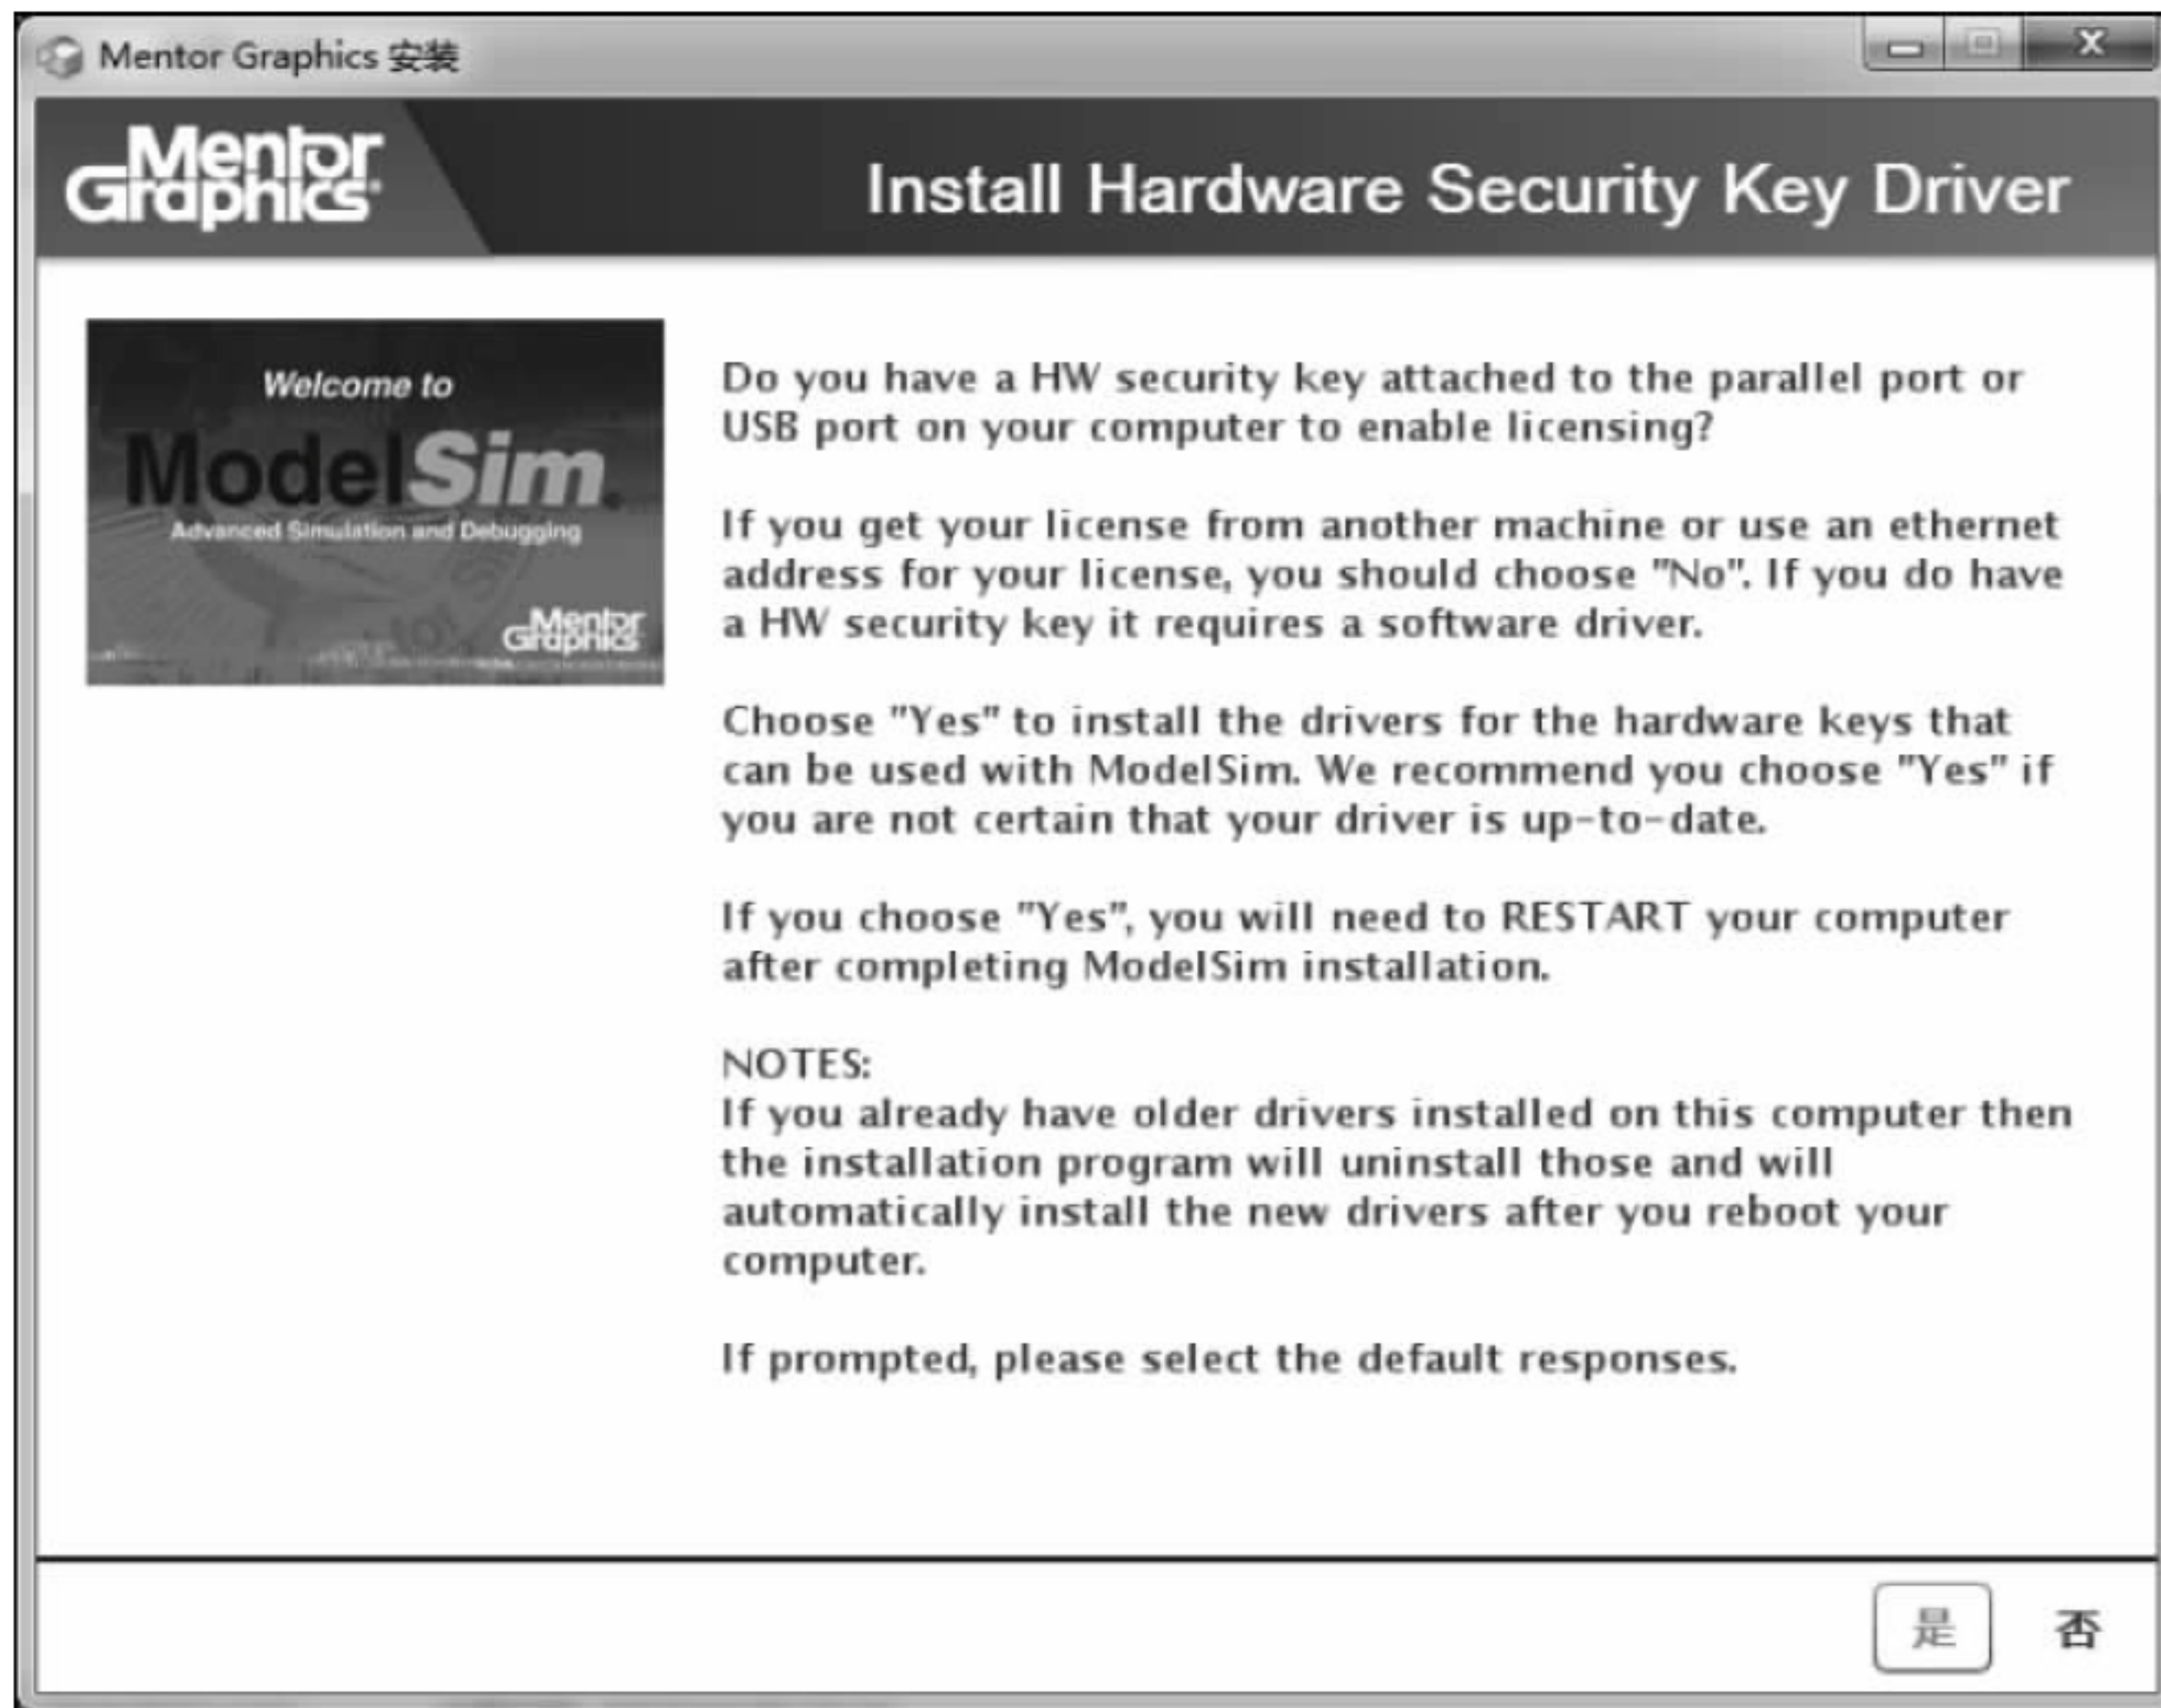 Mentor Graphics 安装
Mentor
Graphics
Install Hardware Security Key Driver
Welcome to
ModelSim.
Advanced Simulation and Debugging
Mentor
Graphics
Do you have a HW security key attached to the parallel port or
USB port on your computer to enable licensing?
If you get your license from another machine or use an ethernet
address for your license, you should choose "No". If you do have
a HW security key it requires a software driver.
Choose "Yes" to install the drivers for the hardware keys that
can be used with ModelSim. We recommend you choose "Yes" if
you are not certain that your driver is up-to-date.
If you choose "Yes", you will need to RESTART your computer
after completing ModelSim installation.
NOTES:
If you already have older drivers installed on this computer then
the installation program will uninstall those and will
automatically install the new drivers after you reboot your
computer.
If prompted, please select the default responses.
是 否